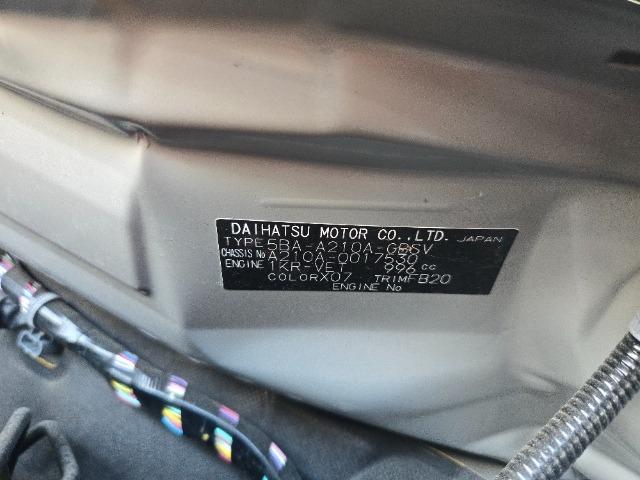 DAIHATSU MOTOR CO.,LTD. JAPAN
TYPE 5BA-A210A-GBSV
CHASSIS No A210A-0017530
ENGINE 1KR-VE 996 cc
COLOR X07 TRIM FB20
ENGINE No